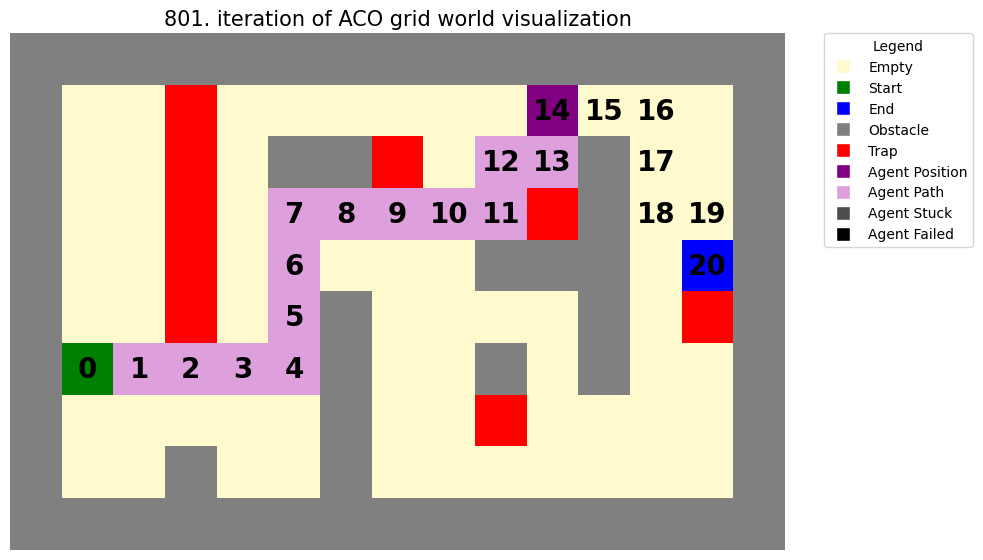 801. iteration of ACO grid world visualization
Legend
Empty
Start
End
Obstacle
Trap
Agent Position
Agent Path
Agent Stuck
Agent Failed
14 15 16
12 13 17
7 8 9 10 11 18 19
6 20
5
0 1 2 3 4